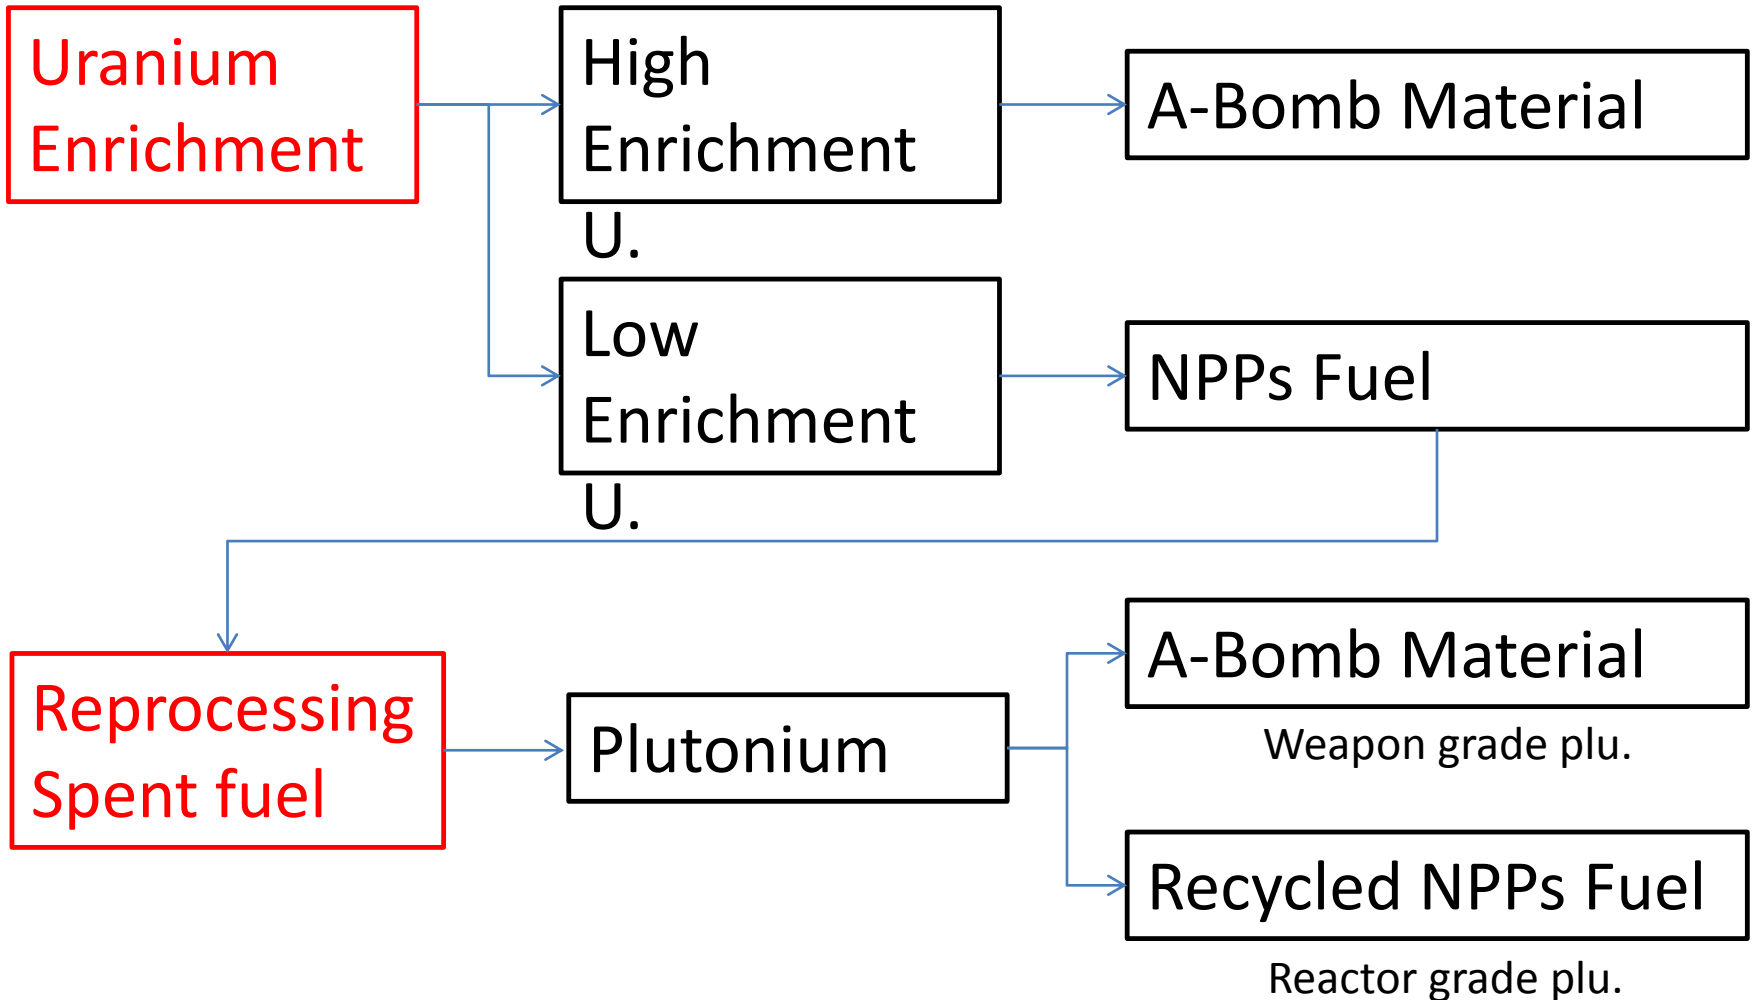 Uranium
Enrichment
High
Enrichment
U.
A-Bomb Material
Low
Enrichment
U.
NPPs Fuel
Reprocessing
Spent fuel
Plutonium
A-Bomb Material
Weapon grade plu.
Recycled NPPs Fuel
Reactor grade plu.